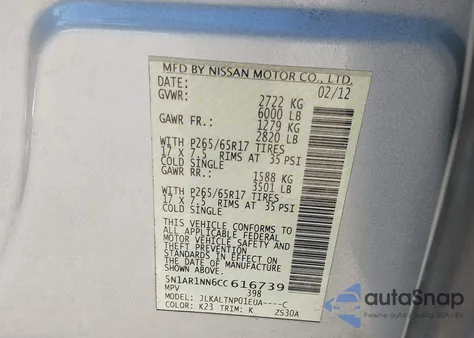 MFD BY NISSAN MOTOR CO., LTD.
DATE: 02/12
GVWR: 2722 KG
6000 LB
GAWR FR.: 1279 KG
2820 LB
WITH P265/65R17 TIRES
17 X 7.5 RIMS AT 35 PSI
COLD SINGLE
GAWR RR.: 1588 KG
3501 LB
WITH P265/65R17 TIRES
17 X 7.5 RIMS AT 35 PSI
COLD SINGLE
THIS VEHICLE CONFORMS TO
ALL APPLICABLE FEDERAL
MOTOR VEHICLE SAFETY AND
THEFT PREVENTION
STANDARDS IN EFFECT ON
THE DATE OF MANUFACTURE
SHOWN ABOVE.
5N1AR1NN6CC616739
MPV 398
MODEL: JLKALTNP01EUA----C
COLOR: K23 TRIM: K ZS30A
autoSnap
Pewne auto z USA